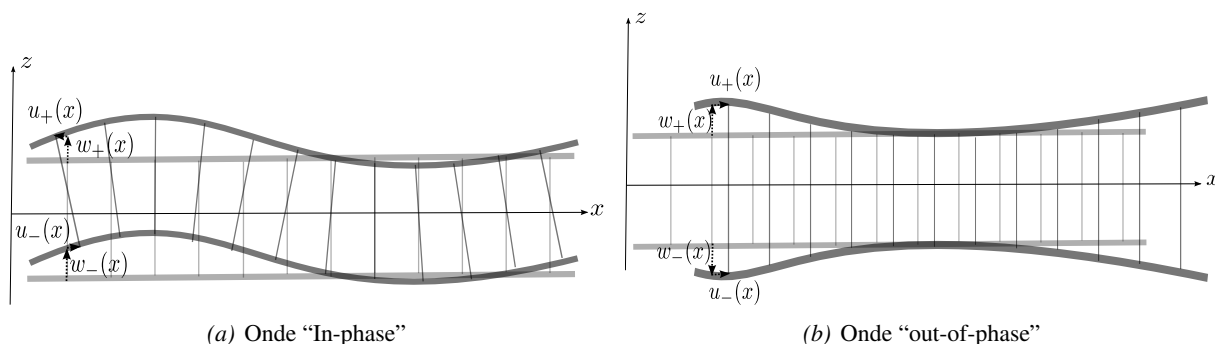 z
u₊(x)
w₊(x)
x
u₋(x)
w₋(x)
(a) Onde “In-phase”
z
u₊(x)
w₊(x)
x
w₋(x)
u₋(x)
(b) Onde “out-of-phase”